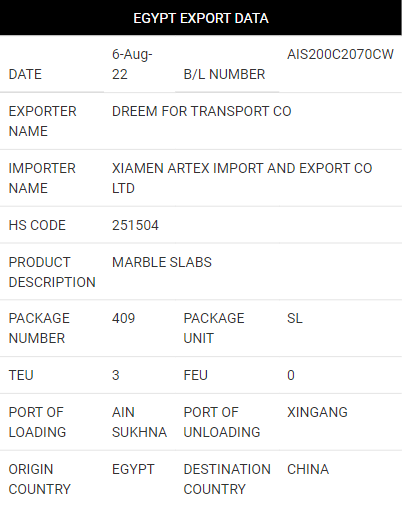 EGYPT EXPORT DATA
DATE 6-Aug-22 B/L NUMBER AIS200C2070CW
EXPORTER NAME DREEM FOR TRANSPORT CO
IMPORTER NAME XIAMEN ARTEX IMPORT AND EXPORT CO LTD
HS CODE 251504
PRODUCT DESCRIPTION MARBLE SLABS
PACKAGE NUMBER 409 PACKAGE UNIT SL
TEU 3 FEU 0
PORT OF LOADING AIN SUKHNA PORT OF UNLOADING XINGANG
ORIGIN COUNTRY EGYPT DESTINATION COUNTRY CHINA